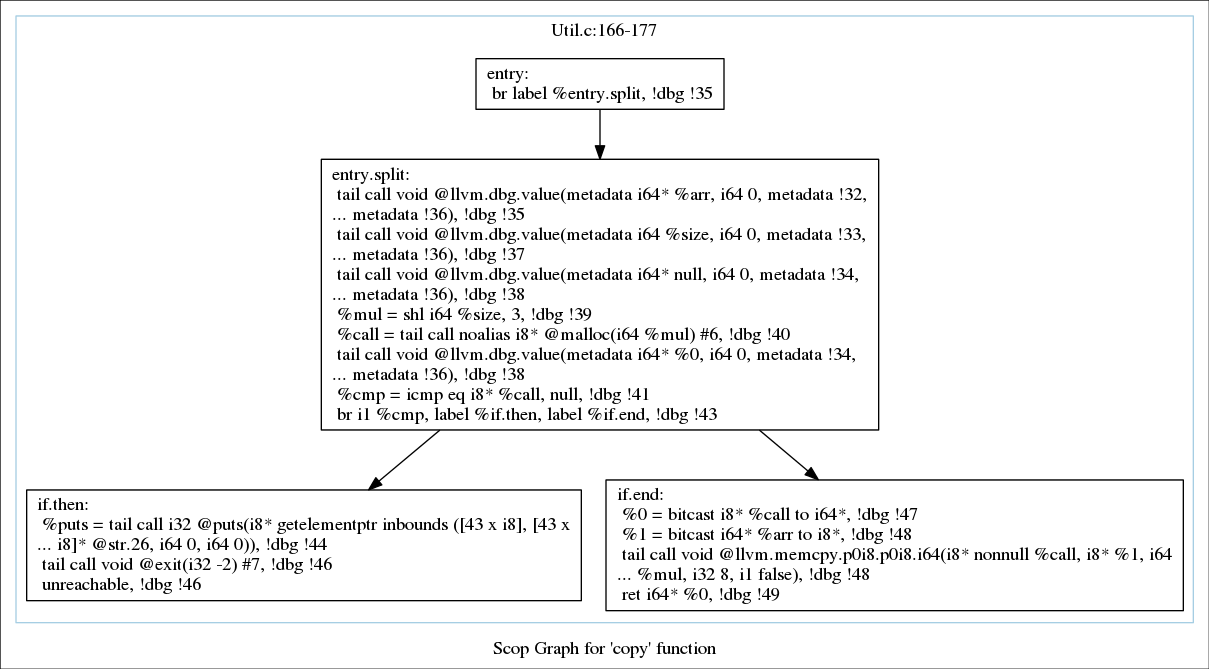 Util.c:166-177
entry:
br label %entry.split, !dbg !35
entry.split:
tail call void @llvm.dbg.value(metadata i64* %arr, i64 0, metadata !32,
... metadata !36), !dbg !35
tail call void @llvm.dbg.value(metadata i64 %size, i64 0, metadata !33,
... metadata !36), !dbg !37
tail call void @llvm.dbg.value(metadata i64* null, i64 0, metadata !34,
... metadata !36), !dbg !38
%mul = shl i64 %size, 3, !dbg !39
%call = tail call noalias i8* @malloc(i64 %mul) #6, !dbg !40
tail call void @llvm.dbg.value(metadata i64* %0, i64 0, metadata !34,
... metadata !36), !dbg !38
%cmp = icmp eq i8* %call, null, !dbg !41
br i1 %cmp, label %if.then, label %if.end, !dbg !43
if.then:
%puts = tail call i32 @puts(i8* getelementptr inbounds ([43 x i8], [43 x
... i8]* @str.26, i64 0, i64 0)), !dbg !44
tail call void @exit(i32 -2) #7, !dbg !46
unreachable, !dbg !46
if.end:
%0 = bitcast i8* %call to i64*, !dbg !47
%1 = bitcast i64* %arr to i8*, !dbg !48
tail call void @llvm.memcpy.p0i8.p0i8.i64(i8* nonnull %call, i8* %1, i64
... %mul, i32 8, i1 false), !dbg !48
ret i64* %0, !dbg !49
Scop Graph for 'copy' function